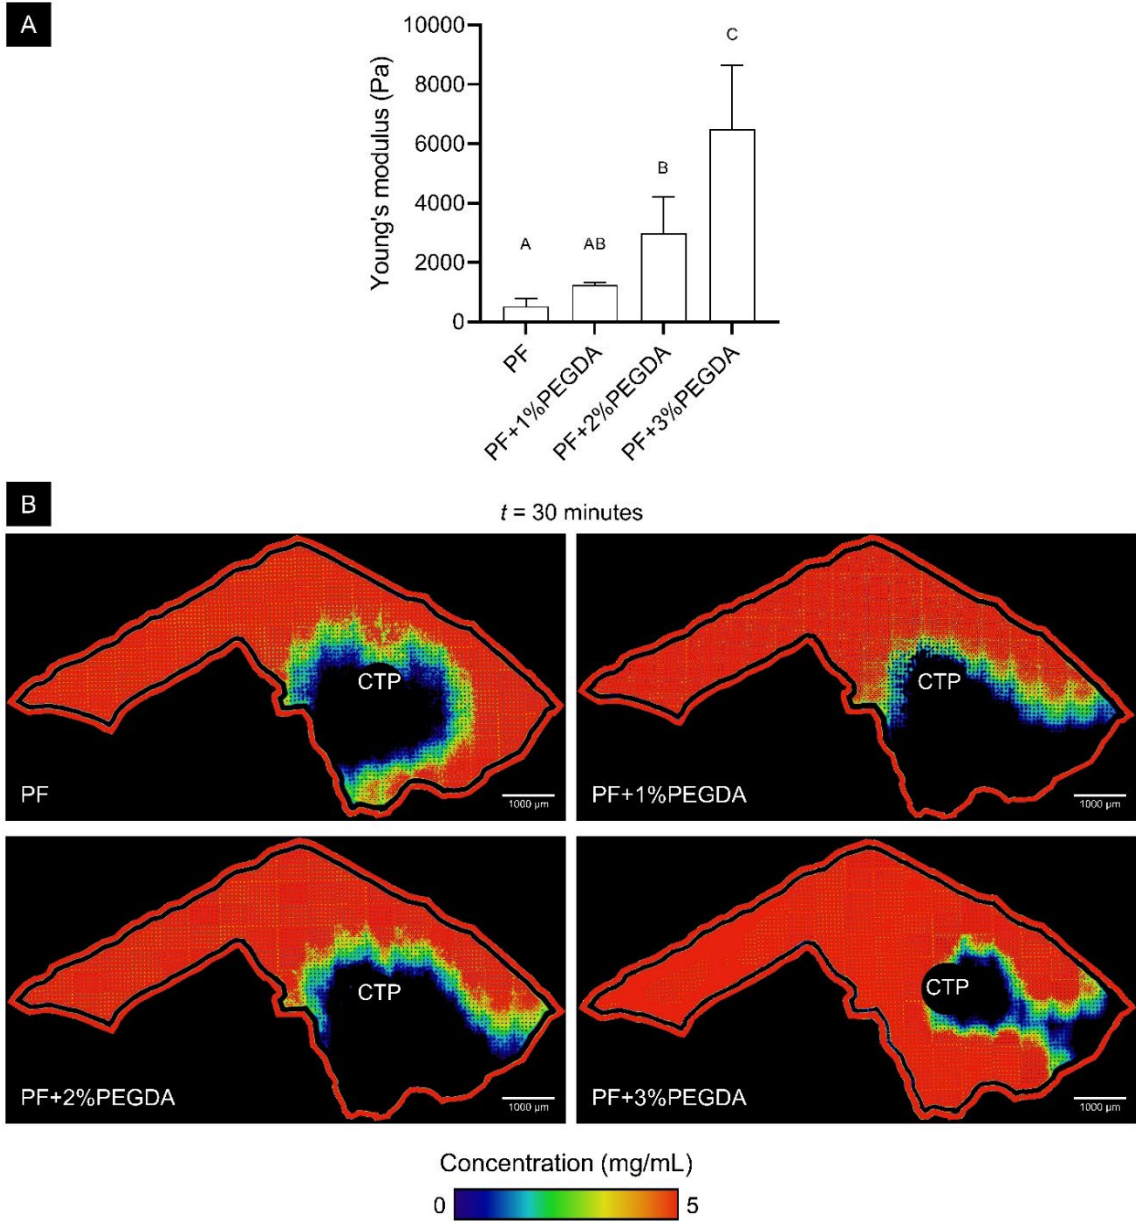 A
Young's modulus (Pa)
10000
8000
6000
4000
2000
0
A
AB
B
C
PF
PF+1%PEGDA
PF+2%PEGDA
PF+3%PEGDA
B
t = 30 minutes
CTP
PF
1000 µm
CTP
PF+1%PEGDA
1000 µm
CTP
PF+2%PEGDA
1000 µm
CTP
PF+3%PEGDA
1000 µm
Concentration (mg/mL)
0 5